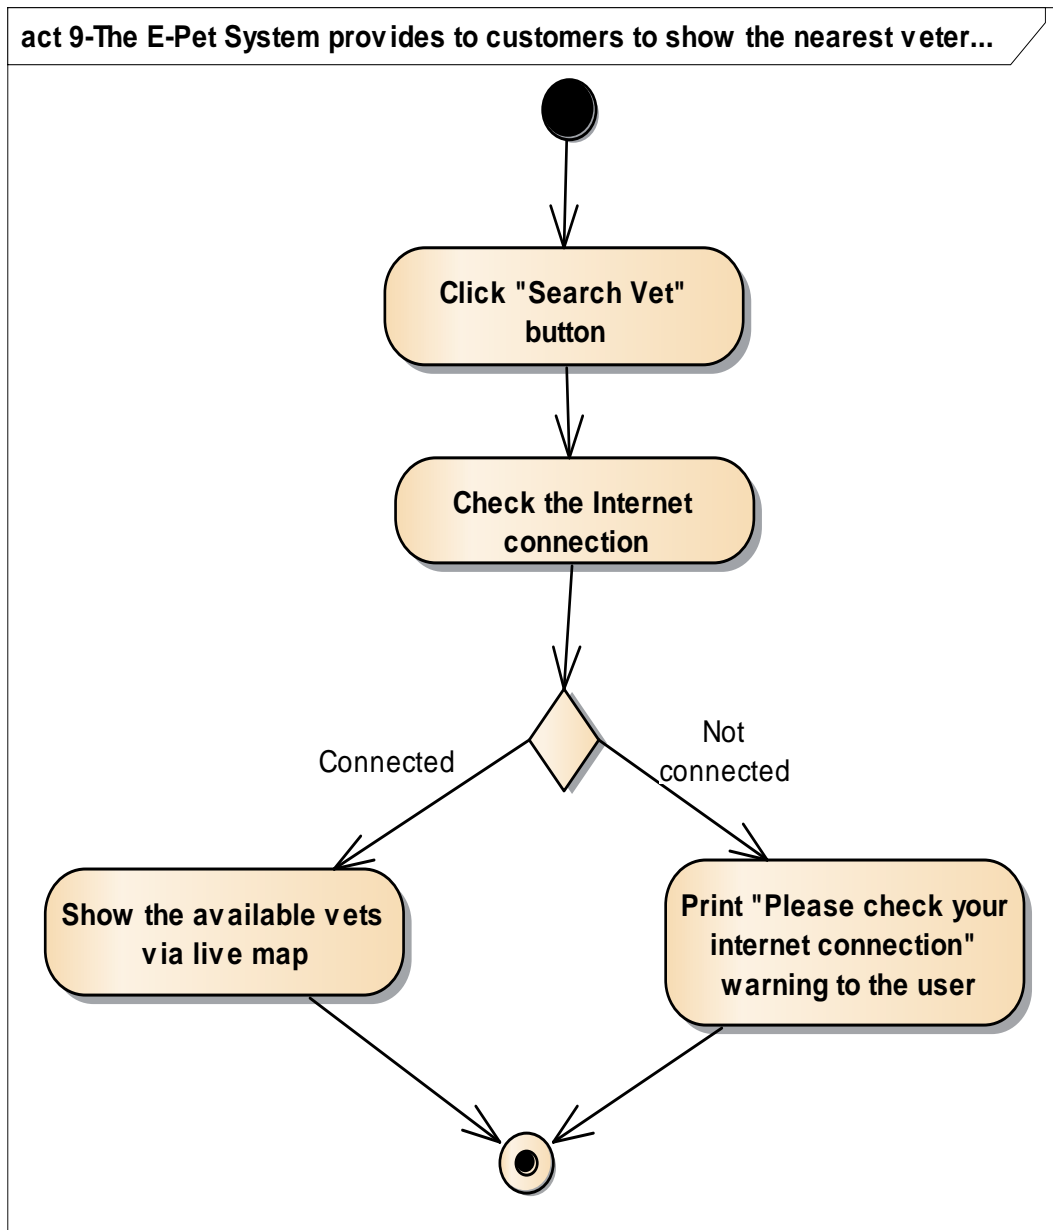 act 9-The E-Pet System provides to customers to show the nearest veter...
Click "Search Vet"
button
Check the Internet
connection
Connected
Not
connected
Show the available vets
via live map
Print "Please check your
internet connection"
warning to the user